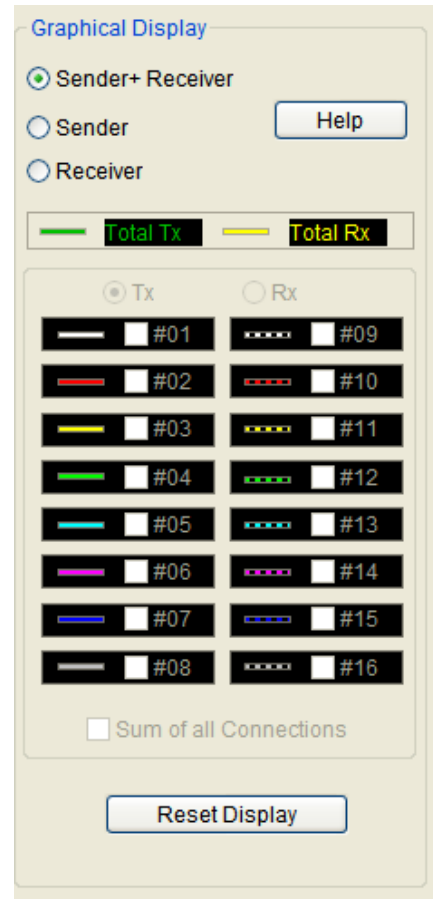 Graphical Display
Sender+ Receiver
Sender
Help
Receiver
Total Tx Total Rx
Tx Rx
#01 #09
#02 #10
#03 #11
#04 #12
#05 #13
#06 #14
#07 #15
#08 #16
Sum of all Connections
Reset Display